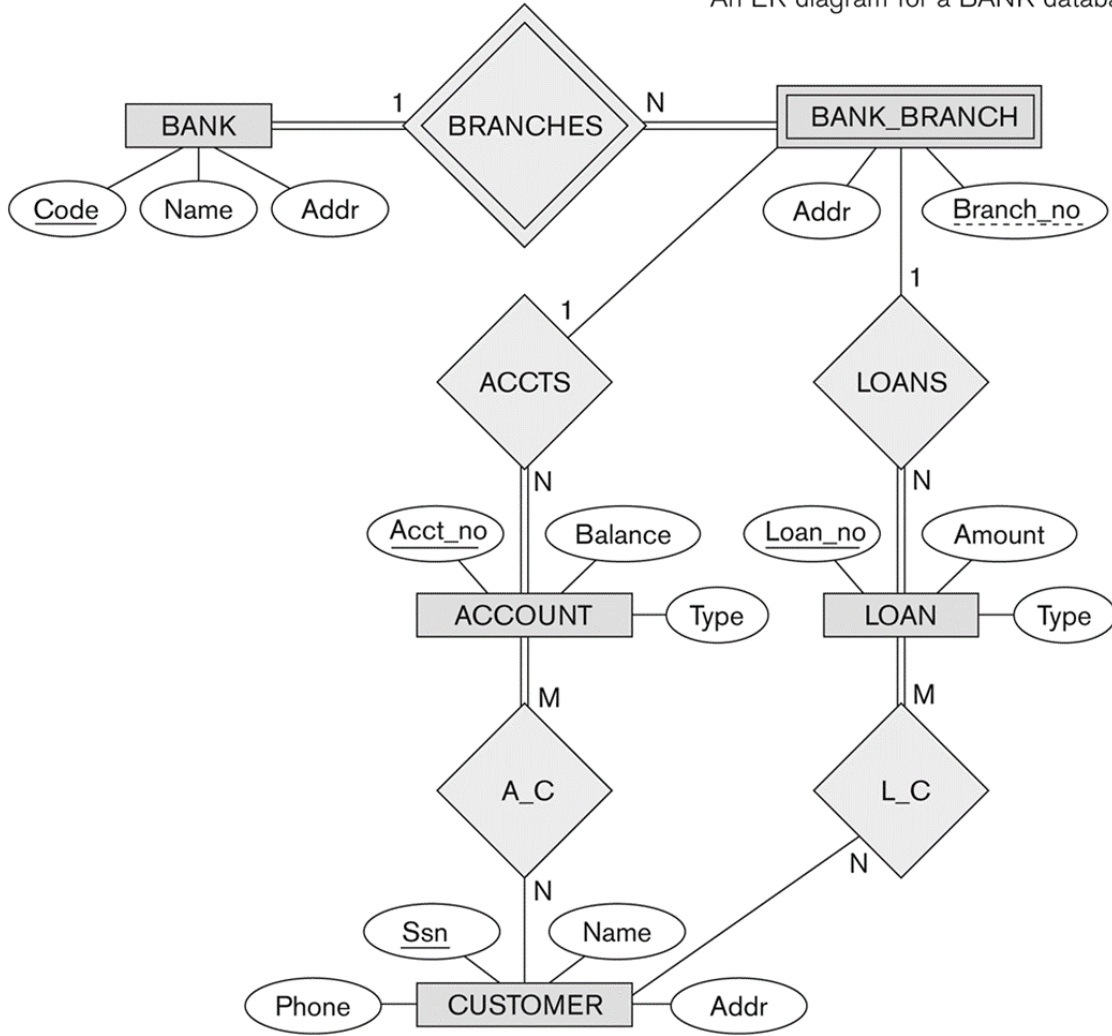 An ER diagram for a BANK
1
N
BANK
BRANCHES
BANK_BRANCH
Code
Name
Addr
Addr
Branch_no
1
1
ACCTS
LOANS
N
N
Acct_no
Balance
Loan_no
Amount
ACCOUNT
Type
LOAN
Type
M
M
A_C
L_C
N
N
Ssn
Name
Phone
CUSTOMER
Addr